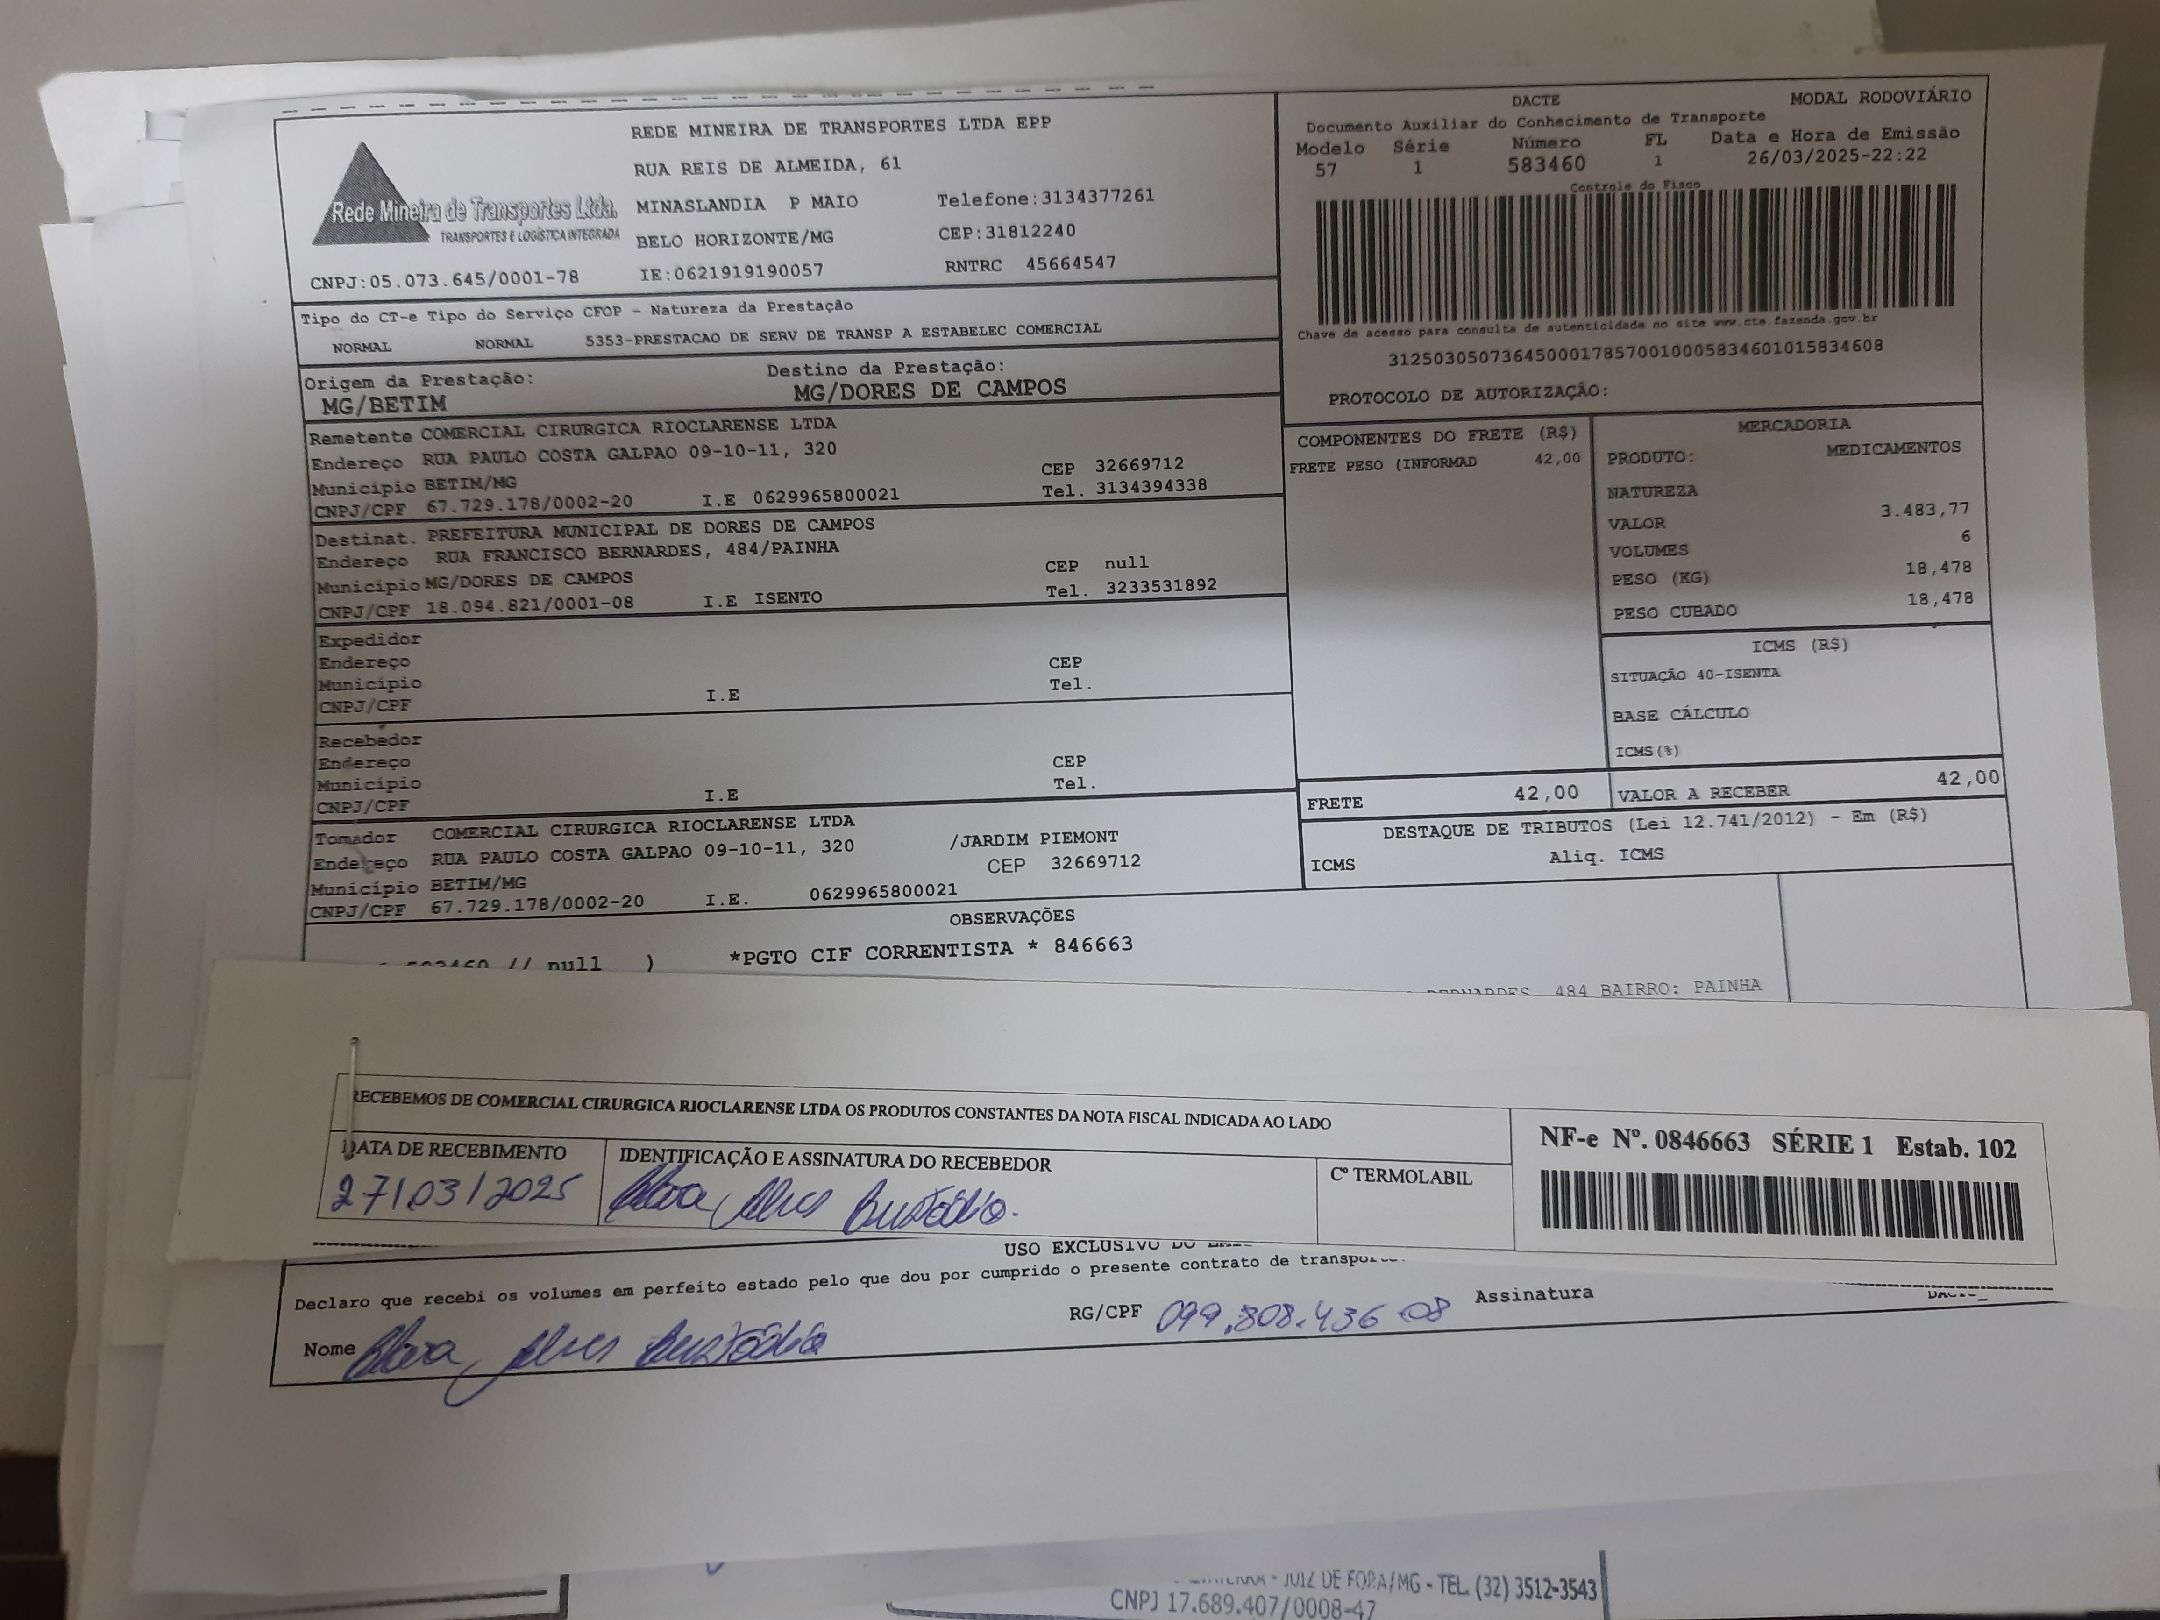 REDE MINEIRA DE TRANSPORTES LTDA EPP
RUA REIS DE ALMEIDA, 61
Rede Mineira de Transportes Ltda.
TRANSPORTES E LOGÍSTICA INTEGRADA
MINASLANDIA P MAIO Telefone:3134377261
BELO HORIZONTE/MG CEP:31812240
CNPJ:05.073.645/0001-78 IE:0621919190057 RNTRC 45664547
DACTE MODAL RODOVIÁRIO
Documento Auxiliar do Conhecimento de Transporte
Modelo Série Número FL Data e Hora de Emissão
57 1 583460 1 26/03/2025-22:22
Controle do Fisco
Chave de acesso para consulta de autenticidade no site www.cte.fazenda.gov.br
31250305073645000178570010005834601015834608
PROTOCOLO DE AUTORIZAÇÃO:
Tipo do CT-e Tipo do Serviço CFOP - Natureza da Prestação
NORMAL NORMAL 5353-PRESTACAO DE SERV DE TRANSP A ESTABELEC COMERCIAL
Origem da Prestação: Destino da Prestação:
MG/BETIM MG/DORES DE CAMPOS
Remetente COMERCIAL CIRURGICA RIOCLARENSE LTDA
Endereço RUA PAULO COSTA GALPAO 09-10-11, 320 CEP 32669712
Município BETIM/MG Tel. 3134394338
CNPJ/CPF 67.729.178/0002-20 I.E 0629965800021
Destinat. PREFEITURA MUNICIPAL DE DORES DE CAMPOS
Endereço RUA FRANCISCO BERNARDES, 484/PAINHA CEP null
Município MG/DORES DE CAMPOS Tel. 3233531892
CNPJ/CPF 18.094.821/0001-08 I.E ISENTO
Expedidor
Endereço CEP
Município Tel.
CNPJ/CPF I.E
Recebedor
Endereço CEP
Município Tel.
CNPJ/CPF I.E
Tomador COMERCIAL CIRURGICA RIOCLARENSE LTDA
Endereço RUA PAULO COSTA GALPAO 09-10-11, 320 /JARDIM PIEMONT
Município BETIM/MG CEP 32669712
CNPJ/CPF 67.729.178/0002-20 I.E. 0629965800021
COMPONENTES DO FRETE (R$)
FRETE PESO (INFORMAD 42,00
MERCADORIA
PRODUTO: MEDICAMENTOS
NATUREZA
VALOR 3.483,77
VOLUMES 6
PESO (KG) 18,478
PESO CUBADO 18,478
ICMS (R$)
SITUAÇÃO 40-ISENTA
BASE CÁLCULO
ICMS(%)
FRETE 42,00 VALOR A RECEBER 42,00
DESTAQUE DE TRIBUTOS (Lei 12.741/2012) - Em (R$)
ICMS Aliq. ICMS
OBSERVAÇÕES
583460 // null ) *PGTO CIF CORRENTISTA * 846663
BERNARDES, 484 BAIRRO: PAINHA
RECEBEMOS DE COMERCIAL CIRURGICA RIOCLARENSE LTDA OS PRODUTOS CONSTANTES DA NOTA FISCAL INDICADA AO LADO
DATA DE RECEBIMENTO IDENTIFICAÇÃO E ASSINATURA DO RECEBEDOR Cº TERMOLABIL
27/03/2025 Alves Custódio.
NF-e Nº. 0846663 SÉRIE 1 Estab. 102
USO EXCLUSIVO DO
Declaro que recebi os volumes em perfeito estado pelo que dou por cumprido o presente contrato de transporte.
Nome Alves Custódio RG/CPF 099.808.436-08 Assinatura
JUIZ DE FORA/MG - TEL. (32) 3512-3543
CNPJ 17.689.407/0008-47